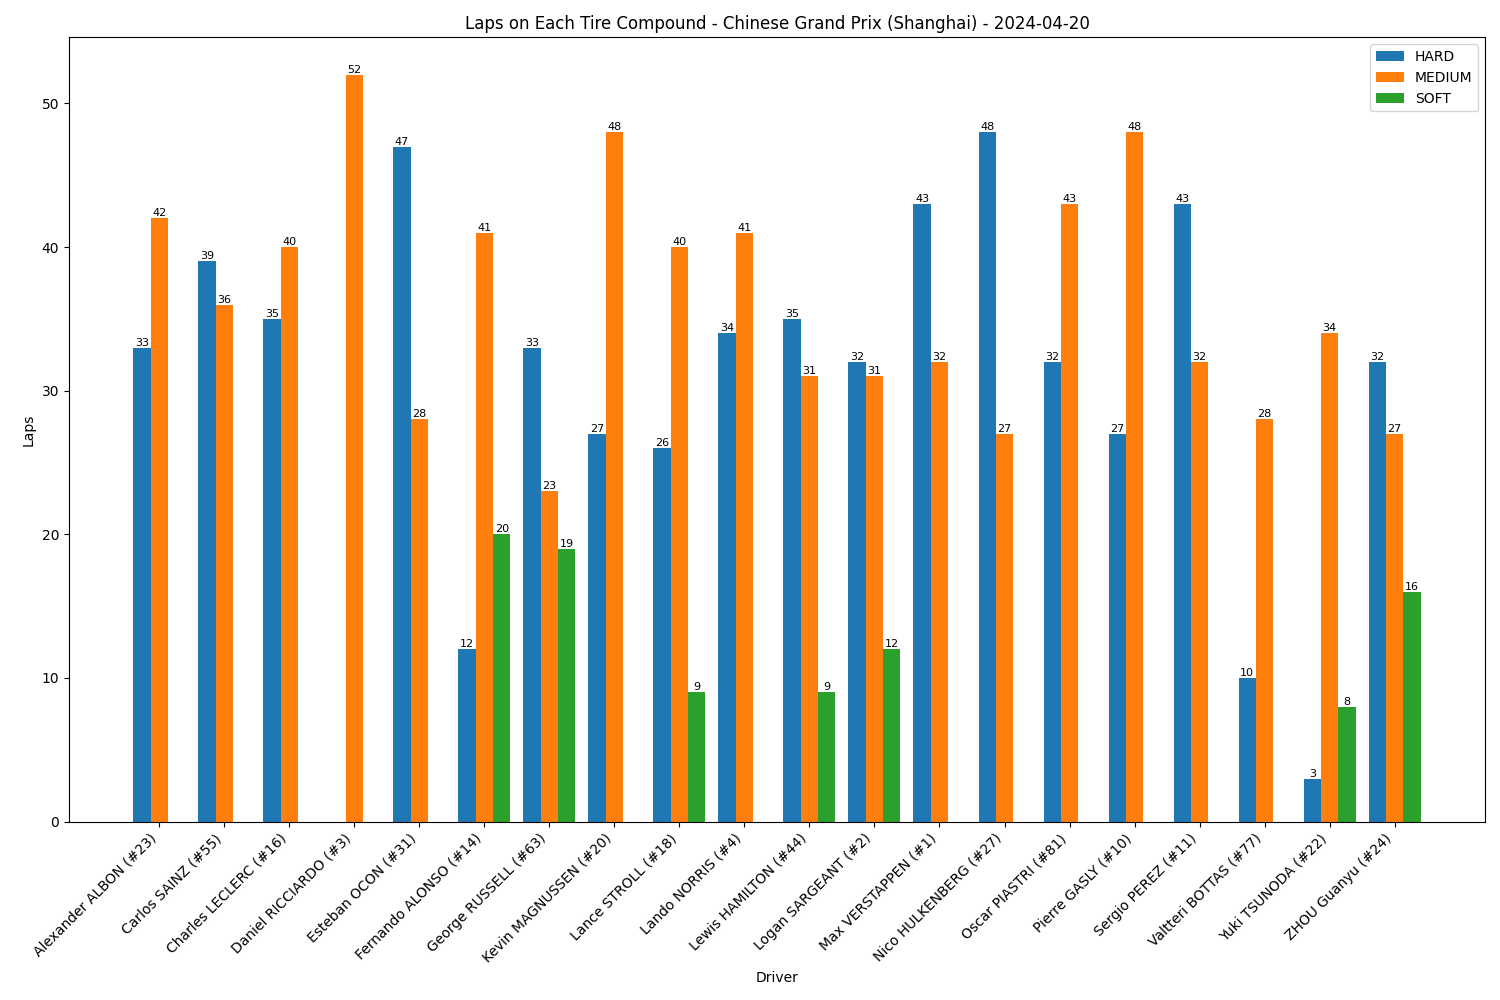 Laps on Each Tire Compound - Chinese Grand Prix (Shanghai) - 2024-04-20
HARD
MEDIUM
SOFT
Laps
50
40
30
20
10
0
33 42
39 36
35 40
52
47 28
12 41 20
33 23 19
27 48
26 40 9
34 41
35 31 9
32 31 12
43 32
48 27
32 43
27 48
43 32
10 28
3 34 8
32 27 16
Alexander ALBON (#23)
Carlos SAINZ (#55)
Charles LECLERC (#16)
Daniel RICCIARDO (#3)
Esteban OCON (#31)
Fernando ALONSO (#14)
George RUSSELL (#63)
Kevin MAGNUSSEN (#20)
Lance STROLL (#18)
Lando NORRIS (#4)
Lewis HAMILTON (#44)
Logan SARGEANT (#2)
Max VERSTAPPEN (#1)
Nico HULKENBERG (#27)
Oscar PIASTRI (#81)
Pierre GASLY (#10)
Sergio PEREZ (#11)
Valtteri BOTTAS (#77)
Yuki TSUNODA (#22)
ZHOU Guanyu (#24)
Driver